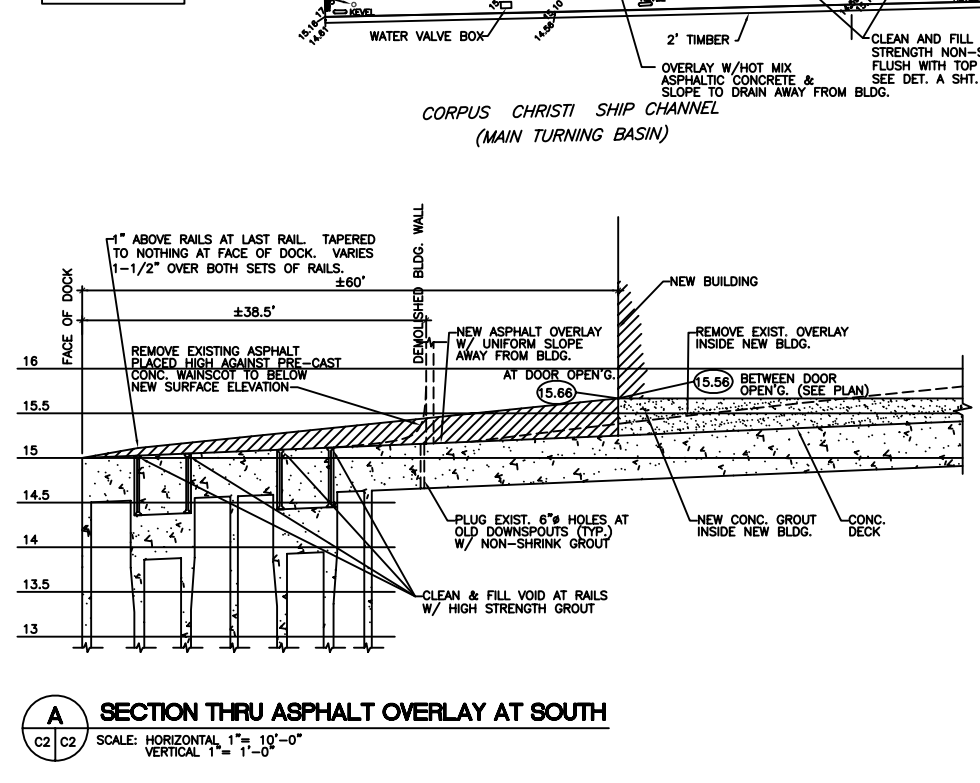 KEVEL
15.18
14.81
WATER VALVE BOX
15.10
14.58
2' TIMBER
OVERLAY W/HOT MIX
ASPHALTIC CONCRETE &
SLOPE TO DRAIN AWAY FROM BLDG.
CLEAN AND FILL
STRENGTH NON-S
FLUSH WITH TOP
SEE DET. A SHT.
CORPUS CHRISTI SHIP CHANNEL
(MAIN TURNING BASIN)
1" ABOVE RAILS AT LAST RAIL. TAPERED
TO NOTHING AT FACE OF DOCK. VARIES
1-1/2" OVER BOTH SETS OF RAILS.
±60'
±38.5'
FACE OF DOCK
DEMOLISHED BLDG. WALL
NEW BUILDING
REMOVE EXISTING ASPHALT
PLACED HIGH AGAINST PRE-CAST
CONC. WAINSCOT TO BELOW
NEW SURFACE ELEVATION
NEW ASPHALT OVERLAY
W/ UNIFORM SLOPE
AWAY FROM BLDG.
AT DOOR OPEN'G.
15.66
REMOVE EXIST. OVERLAY
INSIDE NEW BLDG.
15.56
BETWEEN DOOR
OPEN'G. (SEE PLAN)
16
15.5
15
14.5
14
13.5
13
PLUG EXIST. 6"ø HOLES AT
OLD DOWNSPOUTS (TYP.)
W/ NON-SHRINK GROUT
NEW CONC. GROUT
INSIDE NEW BLDG.
CONC.
DECK
CLEAN & FILL VOID AT RAILS
W/ HIGH STRENGTH GROUT
A
C2 C2
SECTION THRU ASPHALT OVERLAY AT SOUTH
SCALE: HORIZONTAL 1"= 10'-0"
VERTICAL 1"= 1'-0"